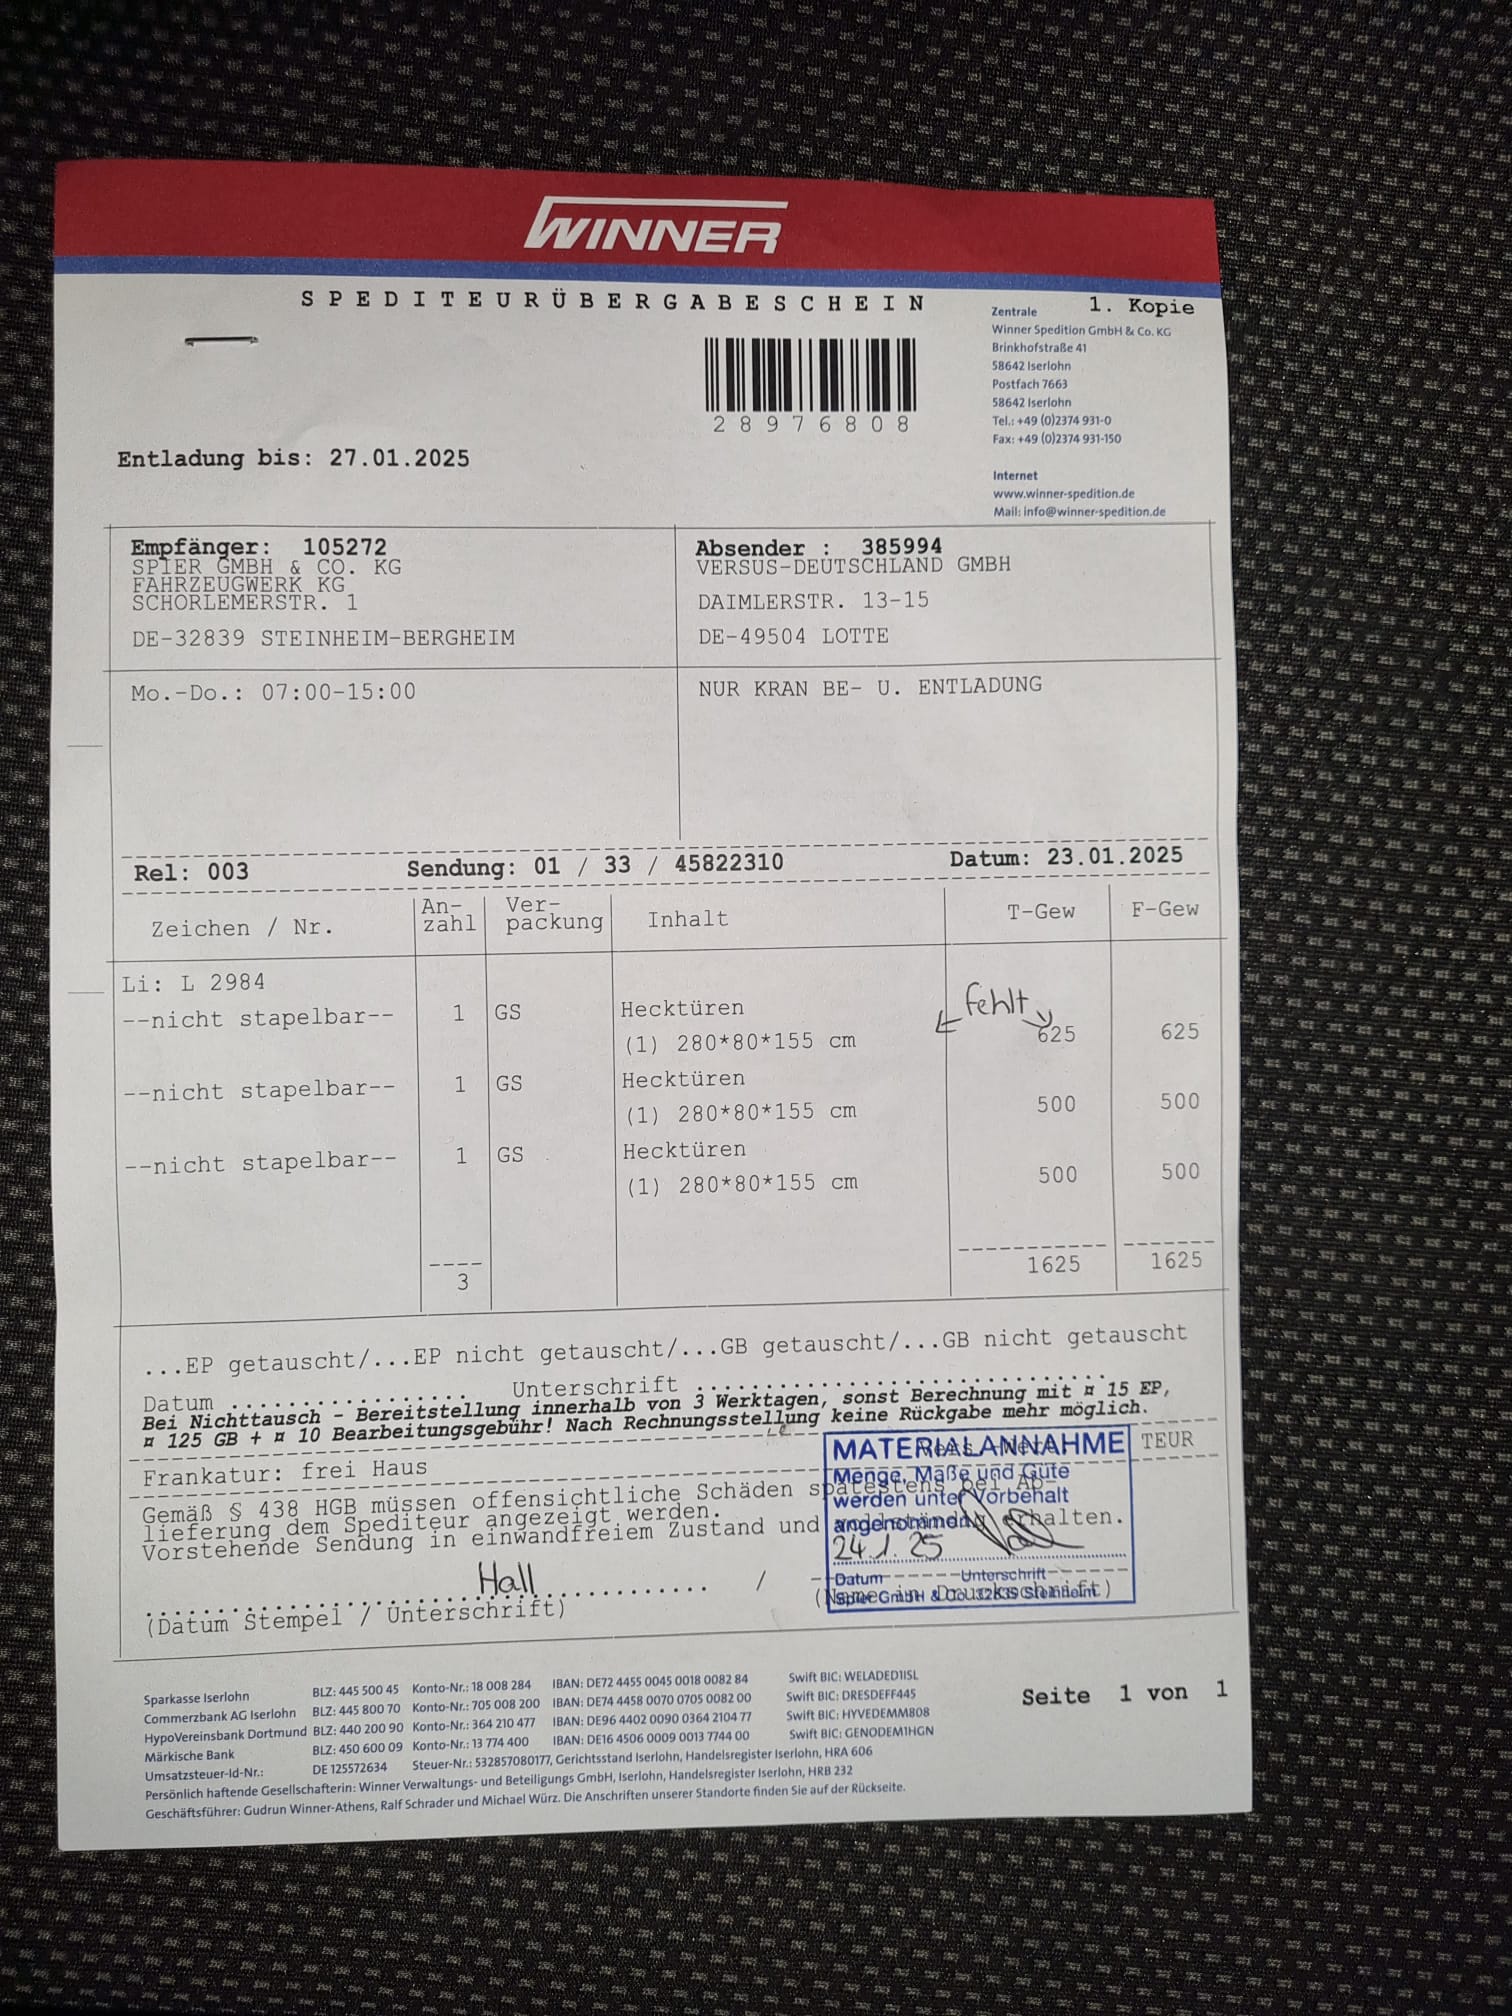 WINNER
SPEDITEURÜBERGABESCHEIN
1. Kopie
Zentrale
Winner Spedition GmbH & Co. KG
Brinkhofstraße 41
58642 Iserlohn
Postfach 7663
58642 Iserlohn
Tel.: +49 (0)2374 931-0
Fax: +49 (0)2374 931-150
Internet
www.winner-spedition.de
Mail: info@winner-spedition.de
28976808
Entladung bis: 27.01.2025
Empfänger: 105272
SPIER GMBH & CO. KG
FAHRZEUGWERK KG
SCHORLEMERSTR. 1
DE-32839 STEINHEIM-BERGHEIM
Absender : 385994
VERSUS-DEUTSCHLAND GMBH
DAIMLERSTR. 13-15
DE-49504 LOTTE
Mo.-Do.: 07:00-15:00
NUR KRAN BE- U. ENTLADUNG
Rel: 003 Sendung: 01 / 33 / 45822310 Datum: 23.01.2025
Zeichen / Nr. An-zahl Ver-packung Inhalt T-Gew F-Gew
Li: L 2984
fehlt
--nicht stapelbar-- 1 GS Hecktüren
(1) 280*80*155 cm 625 625
--nicht stapelbar-- 1 GS Hecktüren
(1) 280*80*155 cm 500 500
--nicht stapelbar-- 1 GS Hecktüren
(1) 280*80*155 cm 500 500
3 1625 1625
...EP getauscht/...EP nicht getauscht/...GB getauscht/...GB nicht getauscht
Datum .................. Unterschrift ..............................
Bei Nichttausch - Bereitstellung innerhalb von 3 Werktagen, sonst Berechnung mit ¤ 15 EP,
¤ 125 GB + ¤ 10 Bearbeitungsgebühr! Nach Rechnungsstellung keine Rückgabe mehr möglich.
TEUR
Frankatur: frei Haus
Gemäß § 438 HGB müssen offensichtliche Schäden spätestens bei Ab-
lieferung dem Spediteur angezeigt werden.
Vorstehende Sendung in einwandfreiem Zustand und erhalten.
Hall
/
(Datum Stempel / Unterschrift)
(Name in Druckschrift)
MATERIALANNAHME
Menge, Maße und Güte
werden unter Vorbehalt
angenommen
24.1.25
Datum Unterschrift
Spier GmbH & Co. 32839 Steinheim
Sparkasse Iserlohn BLZ: 445 500 45 Konto-Nr.: 18 008 284 IBAN: DE72 4455 0045 0018 0082 84 Swift BIC: WELADED1ISL
Commerzbank AG Iserlohn BLZ: 445 800 70 Konto-Nr.: 705 008 200 IBAN: DE74 4458 0070 0705 0082 00 Swift BIC: DRESDEFF445
HypoVereinsbank Dortmund BLZ: 440 200 90 Konto-Nr.: 364 210 477 IBAN: DE96 4402 0090 0364 2104 77 Swift BIC: HYVEDEMM808
Märkische Bank BLZ: 450 600 09 Konto-Nr.: 13 774 400 IBAN: DE16 4506 0009 0013 7744 00 Swift BIC: GENODEM1HGN
Umsatzsteuer-Id-Nr.: DE 125572634 Steuer-Nr.: 532857080177, Gerichtsstand Iserlohn, Handelsregister Iserlohn, HRA 606
Persönlich haftende Gesellschafterin: Winner Verwaltungs- und Beteiligungs GmbH, Iserlohn, Handelsregister Iserlohn, HRB 232
Geschäftsführer: Gudrun Winner-Athens, Ralf Schrader und Michael Würz. Die Anschriften unserer Standorte finden Sie auf der Rückseite.
Seite 1 von 1